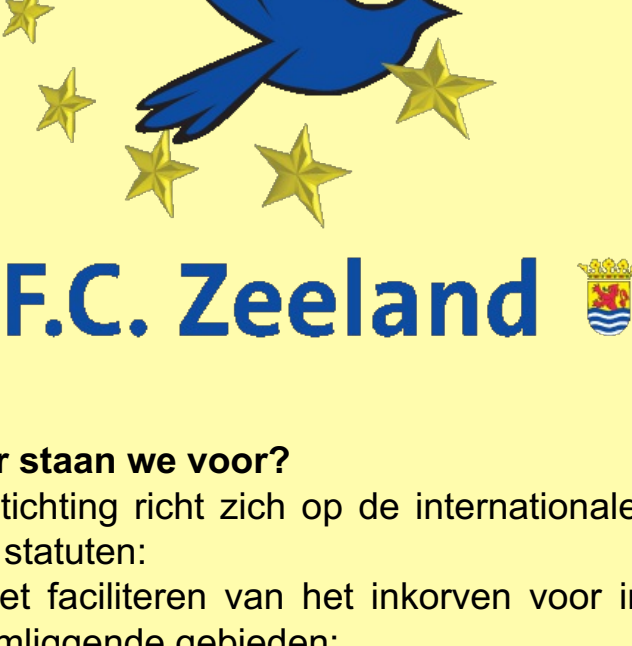 F.C. Zeeland
r staan we voor?
tichting richt zich op de internationale
statuten:
et faciliteren van het inkorven voor i
mliggende gebieden;